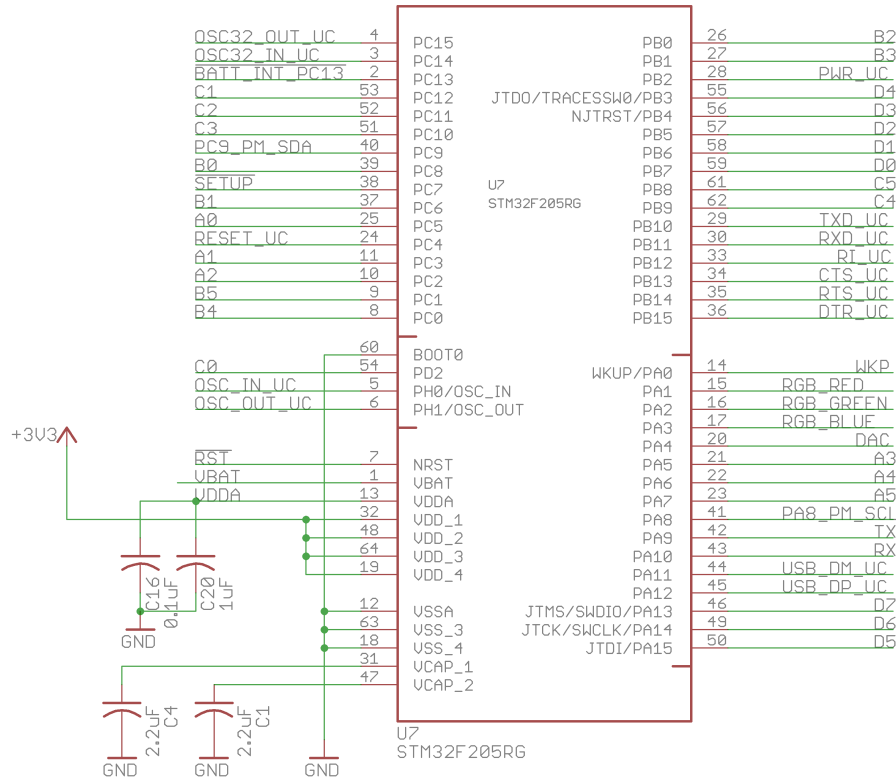 OSC32_OUT_UC 4 PC15 PB0 26 B2
OSC32_IN_UC 3 PC14 PB1 27 B3
BATT_INT_PC13 2 PC13 PB2 28 PWR_UC
C1 53 PC12 JTDO/TRACESSW0/PB3 55 D4
C2 52 PC11 NJTRST/PB4 56 D3
C3 51 PC10 PB5 57 D2
PC9_PM_SDA 40 PC9 PB6 58 D1
B0 39 PC8 PB7 59 D0
SETUP 38 PC7 U7 PB8 61 C5
B1 37 PC6 STM32F205RG PB9 62 C4
A0 25 PC5 PB10 29 TXD_UC
RESET_UC 24 PC4 PB11 30 RXD_UC
A1 11 PC3 PB12 33 RI_UC
A2 10 PC2 PB13 34 CTS_UC
B5 9 PC1 PB14 35 RTS_UC
B4 8 PC0 PB15 36 DTR_UC
60 BOOT0
C0 54 PD2 WKUP/PA0 14 WKP
OSC_IN_UC 5 PH0/OSC_IN PA1 15 RGB_RED
OSC_OUT_UC 6 PH1/OSC_OUT PA2 16 RGB_GREEN
PA3 17 RGB_BLUE
+3V3 PA4 20 DAC
RST 7 NRST PA5 21 A3
VBAT 1 VBAT PA6 22 A4
VDDA 13 VDDA PA7 23 A5
32 VDD_1 PA8 41 PA8_PM_SCL
48 VDD_2 PA9 42 TX
64 VDD_3 PA10 43 RX
19 VDD_4 PA11 44 USB_DM_UC
PA12 45 USB_DP_UC
C16 0.1uF
C20 1uF
12 VSSA JTMS/SWDIO/PA13 46 D7
GND 63 VSS_3 JTCK/SWCLK/PA14 49 D6
18 VSS_4 JTDI/PA15 50 D5
31 VCAP_1
47 VCAP_2
2.2uF C4
2.2uF C1
U7
STM32F205RG
GND GND GND